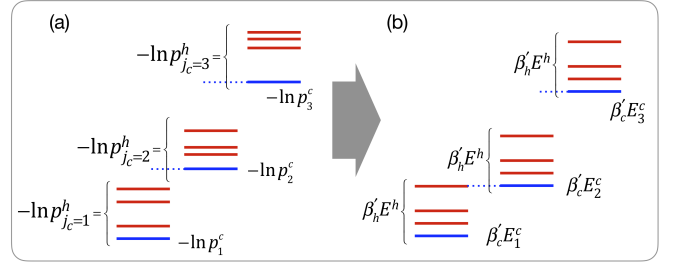 (a)
−ln p^h_{j_c=3} =
−ln p^c_3
−ln p^h_{j_c=2} =
−ln p^c_2
−ln p^h_{j_c=1} =
−ln p^c_1
(b)
β'_h E^h
β'_c E^c_3
β'_h E^h
β'_c E^c_2
β'_h E^h
β'_c E^c_1